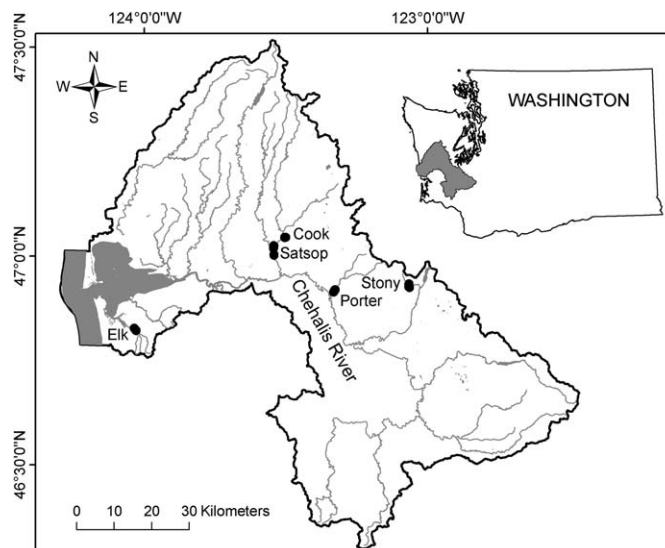 124°0'0"W
123°0'0"W
47°30'0"N
N
W E
S
WASHINGTON
Cook
Satsop
47°0'0"N
Stony
Porter
Elk
Chehalis River
46°30'0"N
0 10 20 30 Kilometers